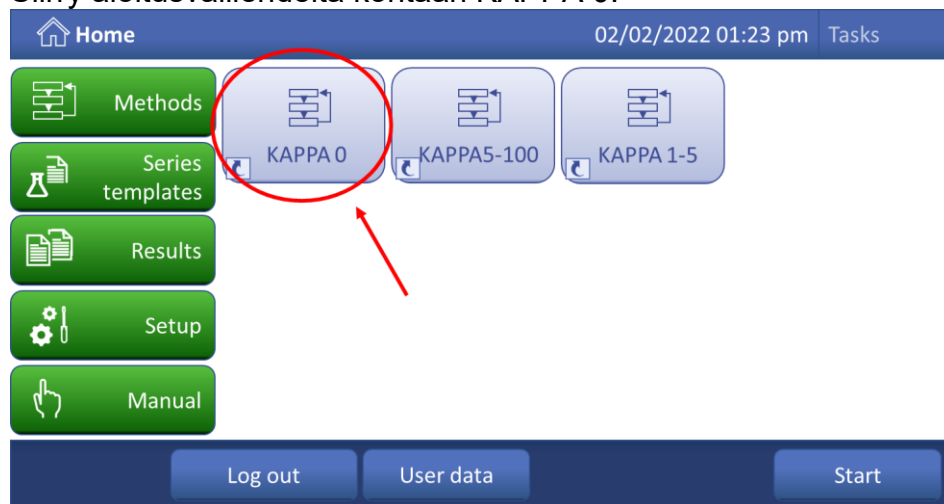 Home
02/02/2022 01:23 pm
Tasks
Methods
KAPPA 0
KAPPA5-100
KAPPA 1-5
Series
templates
Results
Setup
Manual
Log out
User data
Start